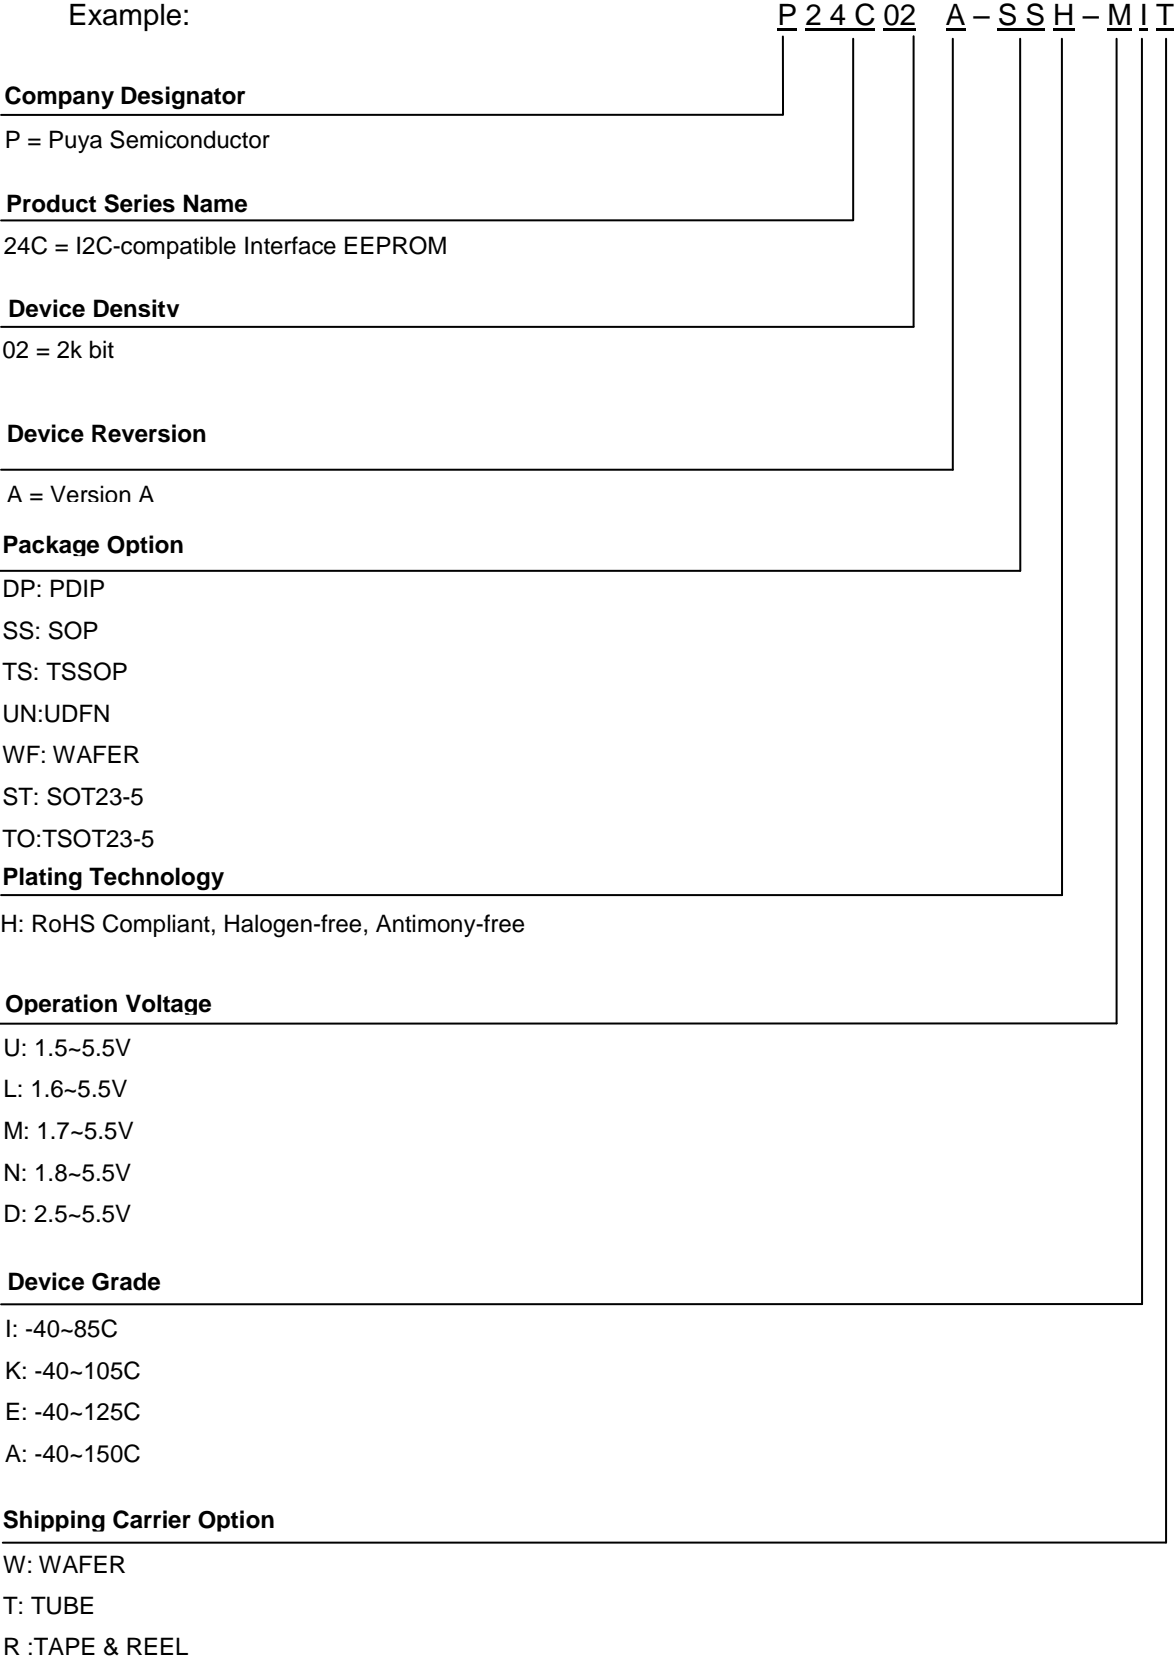 Example: P 2 4 C 02 A – S S H – M I T
Company Designator
P = Puya Semiconductor
Product Series Name
24C = I2C-compatible Interface EEPROM
Device Density
02 = 2k bit
Device Reversion
A = Version A
Package Option
DP: PDIP
SS: SOP
TS: TSSOP
UN:UDFN
WF: WAFER
ST: SOT23-5
TO:TSOT23-5
Plating Technology
H: RoHS Compliant, Halogen-free, Antimony-free
Operation Voltage
U: 1.5~5.5V
L: 1.6~5.5V
M: 1.7~5.5V
N: 1.8~5.5V
D: 2.5~5.5V
Device Grade
I: -40~85C
K: -40~105C
E: -40~125C
A: -40~150C
Shipping Carrier Option
W: WAFER
T: TUBE
R :TAPE & REEL